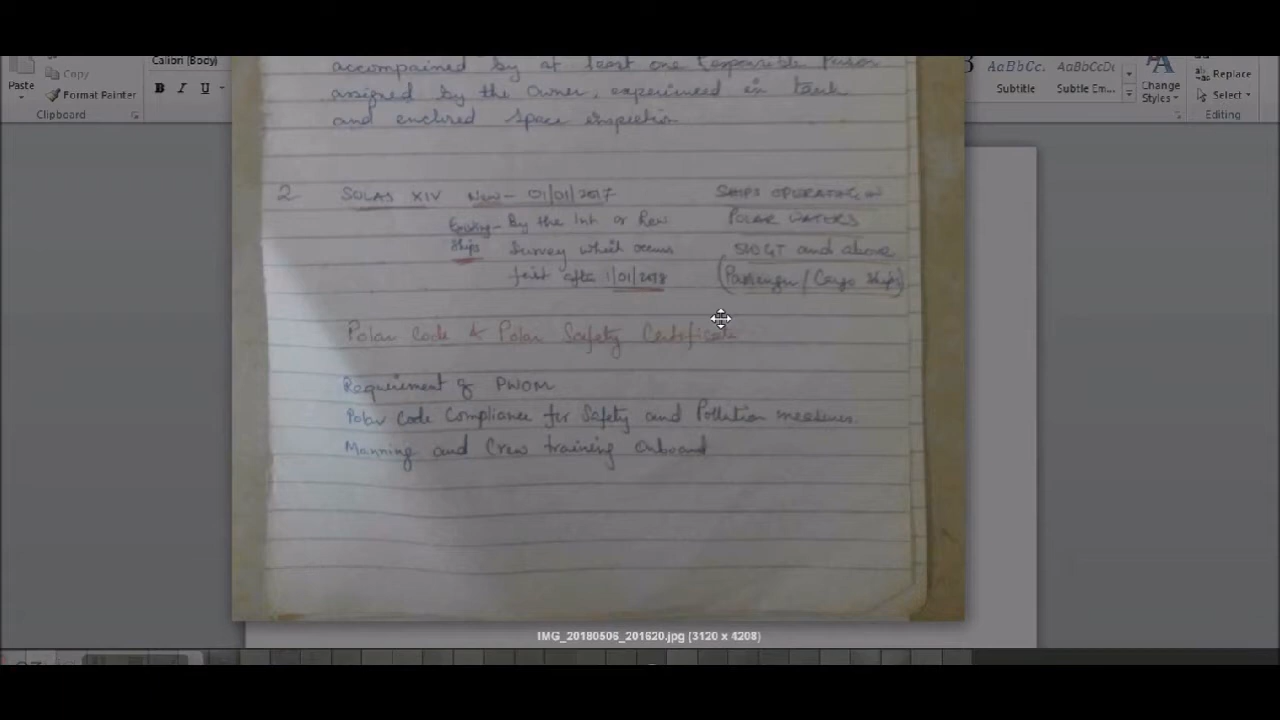 Paste
Copy
Format Painter
Clipboard
Calibri (Body)
B I U
AaBbCc. AaBbCcDc
Subtitle Subtle Em...
A
Change
Styles
Replace
Select
Editing
accompained by at least one responsible Person
assigned by the Owner, experienced in tank
and enclosed space inspection
2 SOLAS XIV New - 01/01/2017 SHIPS OPERATING IN
Existing - By the Int or Rew POLAR WATERS
Ships Survey which occurs 500GT and above
first after 1/01/2018 (Passenger / Cargo Ships)
Polar Code & Polar Safety Certificate
Requirement of PWOM
Polar Code Compliance for Safety and Pollution measures.
Manning and Crew training Onboard
IMG_20180506_201620.jpg (3120 x 4208)